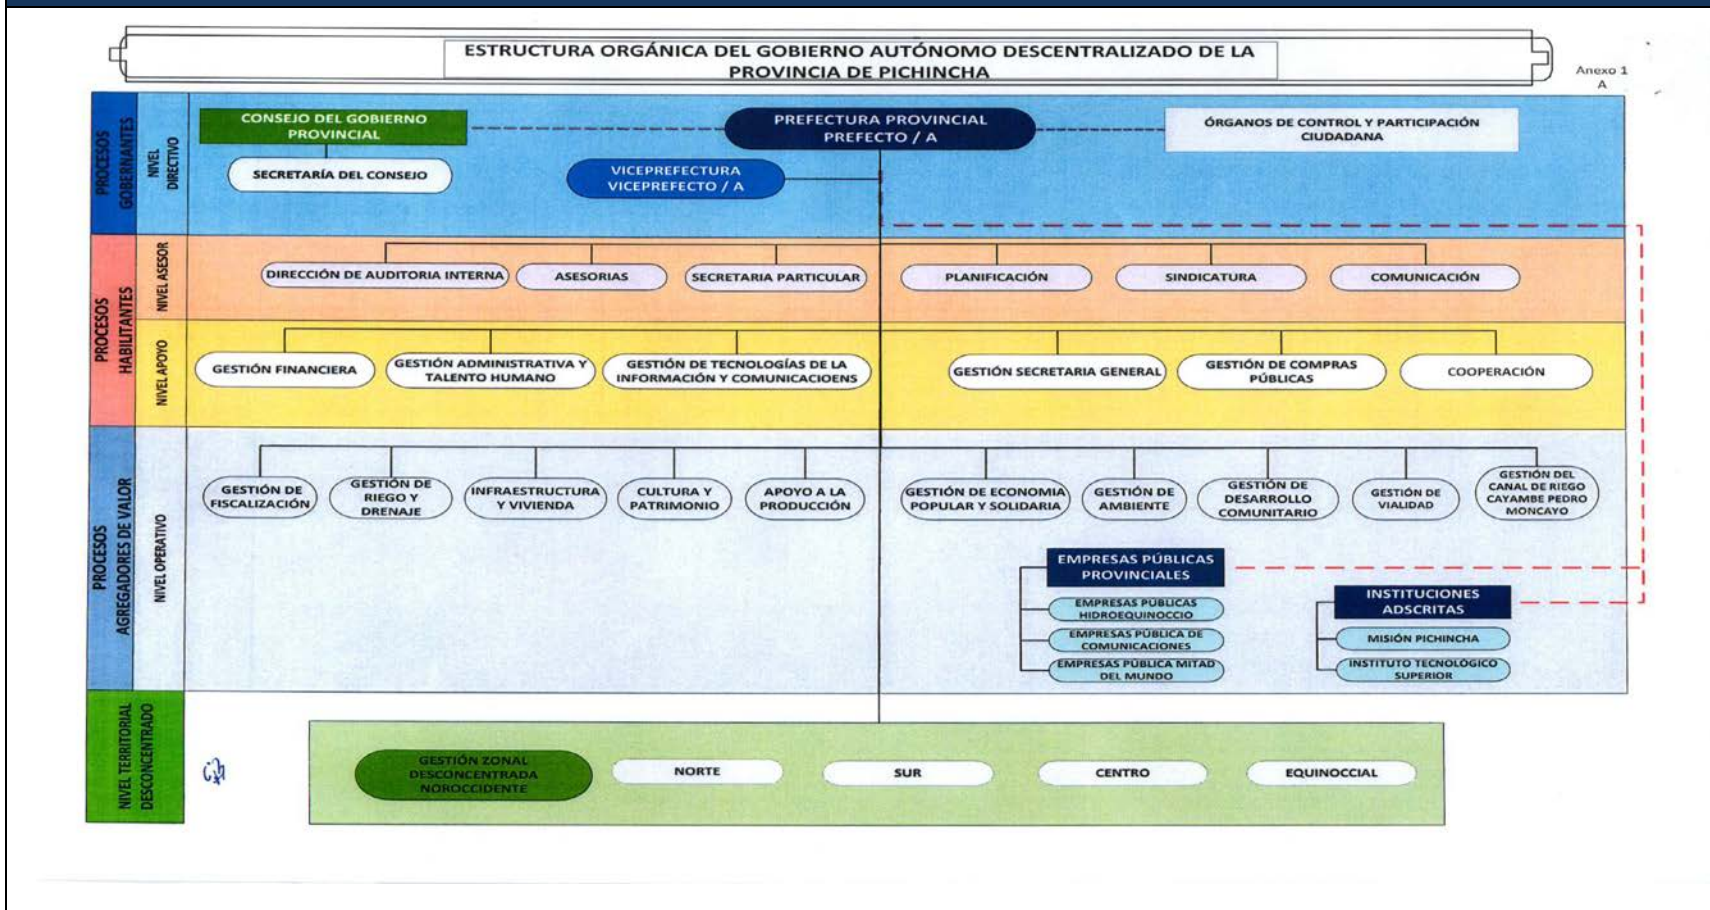 ESTRUCTURA ORGÁNICA DEL GOBIERNO AUTÓNOMO DESCENTRALIZADO DE LA
PROVINCIA DE PICHINCHA
Anexo 1
A
PROCESOS
GOBERNANTES
NIVEL
DIRECTIVO
CONSEJO DEL GOBIERNO
PROVINCIAL
PREFECTURA PROVINCIAL
PREFECTO / A
ÓRGANOS DE CONTROL Y PARTICIPACIÓN
CIUDADANA
SECRETARÍA DEL CONSEJO
VICEPREFECTURA
VICEPREFECTO / A
PROCESOS
HABILITANTES
NIVEL ASESOR
DIRECCIÓN DE AUDITORIA INTERNA
ASESORIAS
SECRETARIA PARTICULAR
PLANIFICACIÓN
SINDICATURA
COMUNICACIÓN
NIVEL APOYO
GESTIÓN FINANCIERA
GESTIÓN ADMINISTRATIVA Y
TALENTO HUMANO
GESTIÓN DE TECNOLOGÍAS DE LA
INFORMACIÓN Y COMUNICACIOENS
GESTIÓN SECRETARIA GENERAL
GESTIÓN DE COMPRAS
PÚBLICAS
COOPERACIÓN
PROCESOS
AGREGADORES DE VALOR
NIVEL OPERATIVO
GESTIÓN DE
FISCALIZACIÓN
GESTIÓN DE
RIEGO Y
DRENAJE
INFRAESTRUCTURA
Y VIVIENDA
CULTURA Y
PATRIMONIO
APOYO A LA
PRODUCCIÓN
GESTIÓN DE ECONOMIA
POPULAR Y SOLIDARIA
GESTIÓN DE
AMBIENTE
GESTIÓN DE
DESARROLLO
COMUNITARIO
GESTIÓN DE
VIALIDAD
GESTIÓN DEL
CANAL DE RIEGO
CAYAMBE PEDRO
MONCAYO
EMPRESAS PÚBLICAS
PROVINCIALES
EMPRESAS PÚBLICAS
HIDROEQUINOCCIO
EMPRESAS PÚBLICA DE
COMUNICACIONES
EMPRESAS PÚBLICA MITAD
DEL MUNDO
INSTITUCIONES
ADSCRITAS
MISIÓN PICHINCHA
INSTITUTO TECNOLÓGICO
SUPERIOR
NIVEL TERRITORIAL
DESCONCENTRADO
GESTIÓN ZONAL
DESCONCENTRADA
NOROCCIDENTE
NORTE
SUR
CENTRO
EQUINOCCIAL